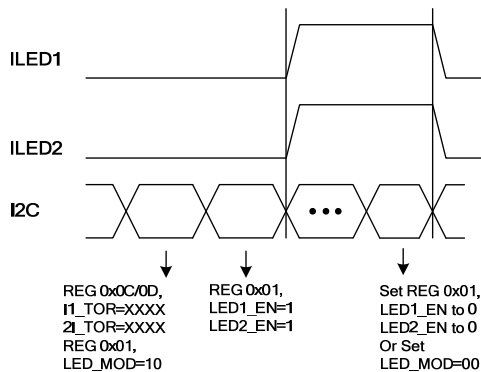 ILED1
ILED2
I2C
REG 0x0C/0D,
I1_TOR=XXXX
2I_TOR=XXXX
REG 0x01,
LED_MOD=10
REG 0x01,
LED1_EN=1
LED2_EN=1
Set REG 0x01,
LED1_EN to 0
LED2_EN to 0
Or Set
LED_MOD=00